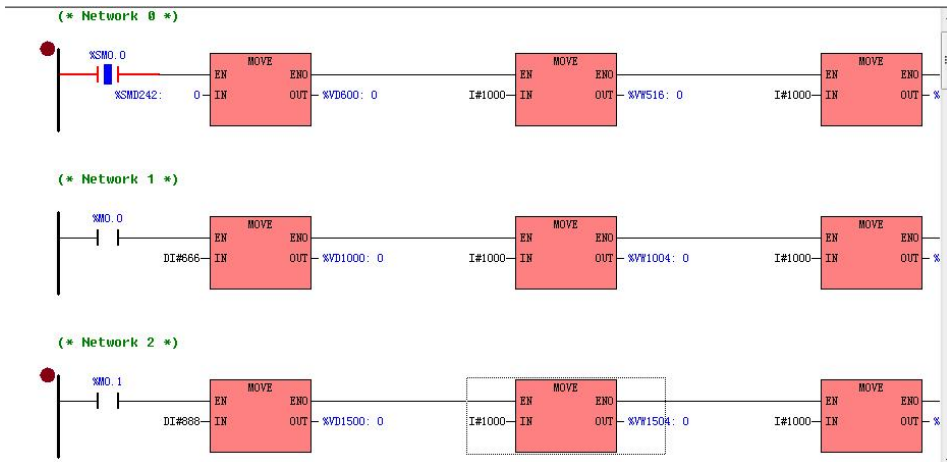 (* Network 0 *)
%SM0.0
MOVE MOVE MOVE
EN ENO EN ENO EN ENO
%SMD242: 0 IN OUT %VD600: 0 I#1000 IN OUT %VW516: 0 I#1000 IN OUT %
(* Network 1 *)
%M0.0
MOVE MOVE MOVE
EN ENO EN ENO EN ENO
DI#666 IN OUT %VD1000: 0 I#1000 IN OUT %VW1004: 0 I#1000 IN OUT %
(* Network 2 *)
%M0.1
MOVE MOVE MOVE
EN ENO EN ENO EN ENO
DI#888 IN OUT %VD1500: 0 I#1000 IN OUT %VW1504: 0 I#1000 IN OUT %